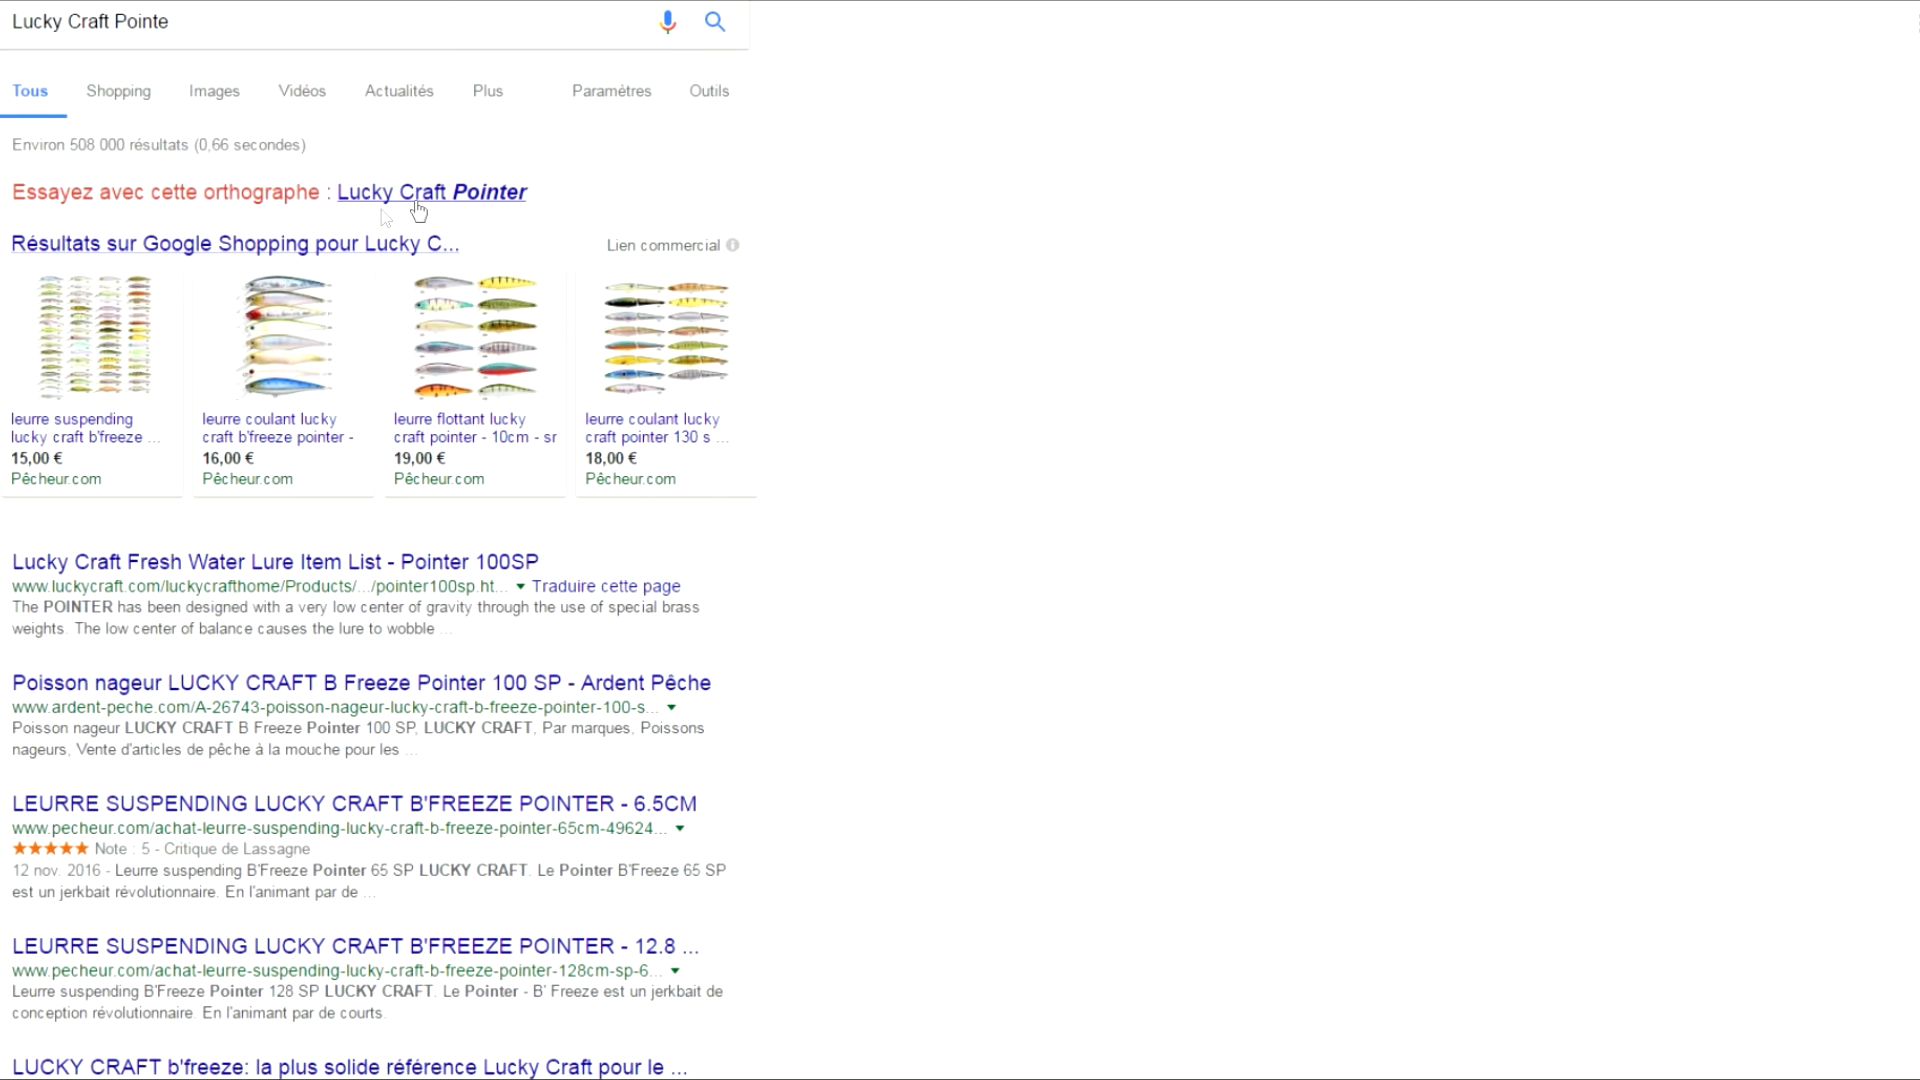 Lucky Craft Pointe
Tous Shopping Images Vidéos Actualités Plus Paramètres Outils
Environ 508 000 résultats (0,66 secondes)
Essayez avec cette orthographe : Lucky Craft Pointer
Résultats sur Google Shopping pour Lucky C... Lien commercial
leurre suspending
lucky craft b'freeze ...
15,00 €
Pêcheur.com
leurre coulant lucky
craft b'freeze pointer -
16,00 €
Pêcheur.com
leurre flottant lucky
craft pointer - 10cm - sr
19,00 €
Pêcheur.com
leurre coulant lucky
craft pointer 130 s ...
18,00 €
Pêcheur.com
Lucky Craft Fresh Water Lure Item List - Pointer 100SP
www.luckycraft.com/luckycrafthome/Products/.../pointer100sp.ht... Traduire cette page
The POINTER has been designed with a very low center of gravity through the use of special brass
weights. The low center of balance causes the lure to wobble ...
Poisson nageur LUCKY CRAFT B Freeze Pointer 100 SP - Ardent Pêche
www.ardent-peche.com/A-26743-poisson-nageur-lucky-craft-b-freeze-pointer-100-s...
Poisson nageur LUCKY CRAFT B Freeze Pointer 100 SP, LUCKY CRAFT, Par marques, Poissons
nageurs, Vente d'articles de pêche à la mouche pour les ...
LEURRE SUSPENDING LUCKY CRAFT B'FREEZE POINTER - 6.5CM
www.pecheur.com/achat-leurre-suspending-lucky-craft-b-freeze-pointer-65cm-49624...
Note : 5 - Critique de Lassagne
12 nov. 2016 - Leurre suspending B'Freeze Pointer 65 SP LUCKY CRAFT. Le Pointer B'Freeze 65 SP
est un jerkbait révolutionnaire. En l'animant par de ...
LEURRE SUSPENDING LUCKY CRAFT B'FREEZE POINTER - 12.8 ...
www.pecheur.com/achat-leurre-suspending-lucky-craft-b-freeze-pointer-128cm-sp-6...
Leurre suspending B'Freeze Pointer 128 SP LUCKY CRAFT. Le Pointer - B' Freeze est un jerkbait de
conception révolutionnaire. En l'animant par de courts.
LUCKY CRAFT b'freeze: la plus solide référence Lucky Craft pour le ...